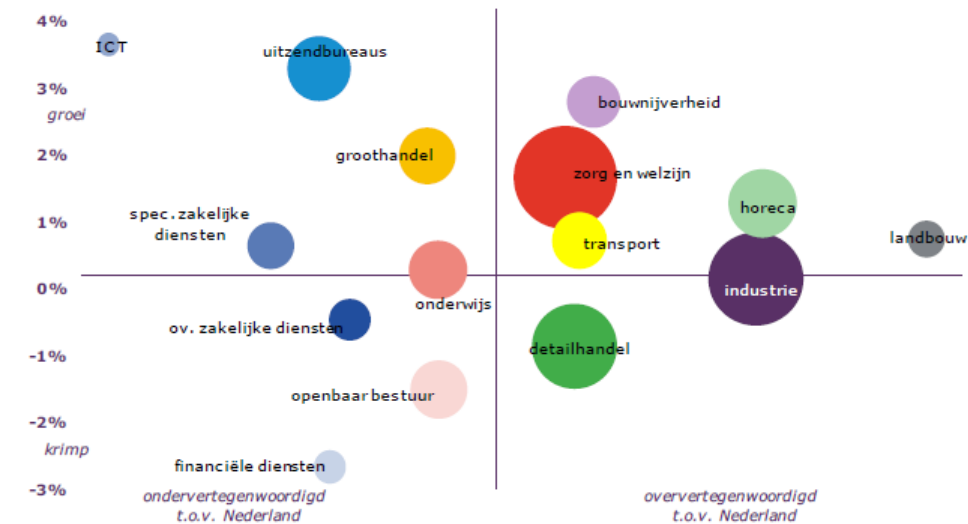 4%
ICT
uitzendbureaus
3%
groei
bouwnijverheid
2%
groothandel
zorg en welzijn
1%
spec. zakelijke
diensten
horeca
transport
landbouw
0%
industrie
onderwijs
ov. zakelijke diensten
-1%
detailhandel
openbaar bestuur
-2%
krimp
financiële diensten
-3%
ondervertegenwoordigd
t.o.v. Nederland
oververtegenwoordigd
t.o.v. Nederland